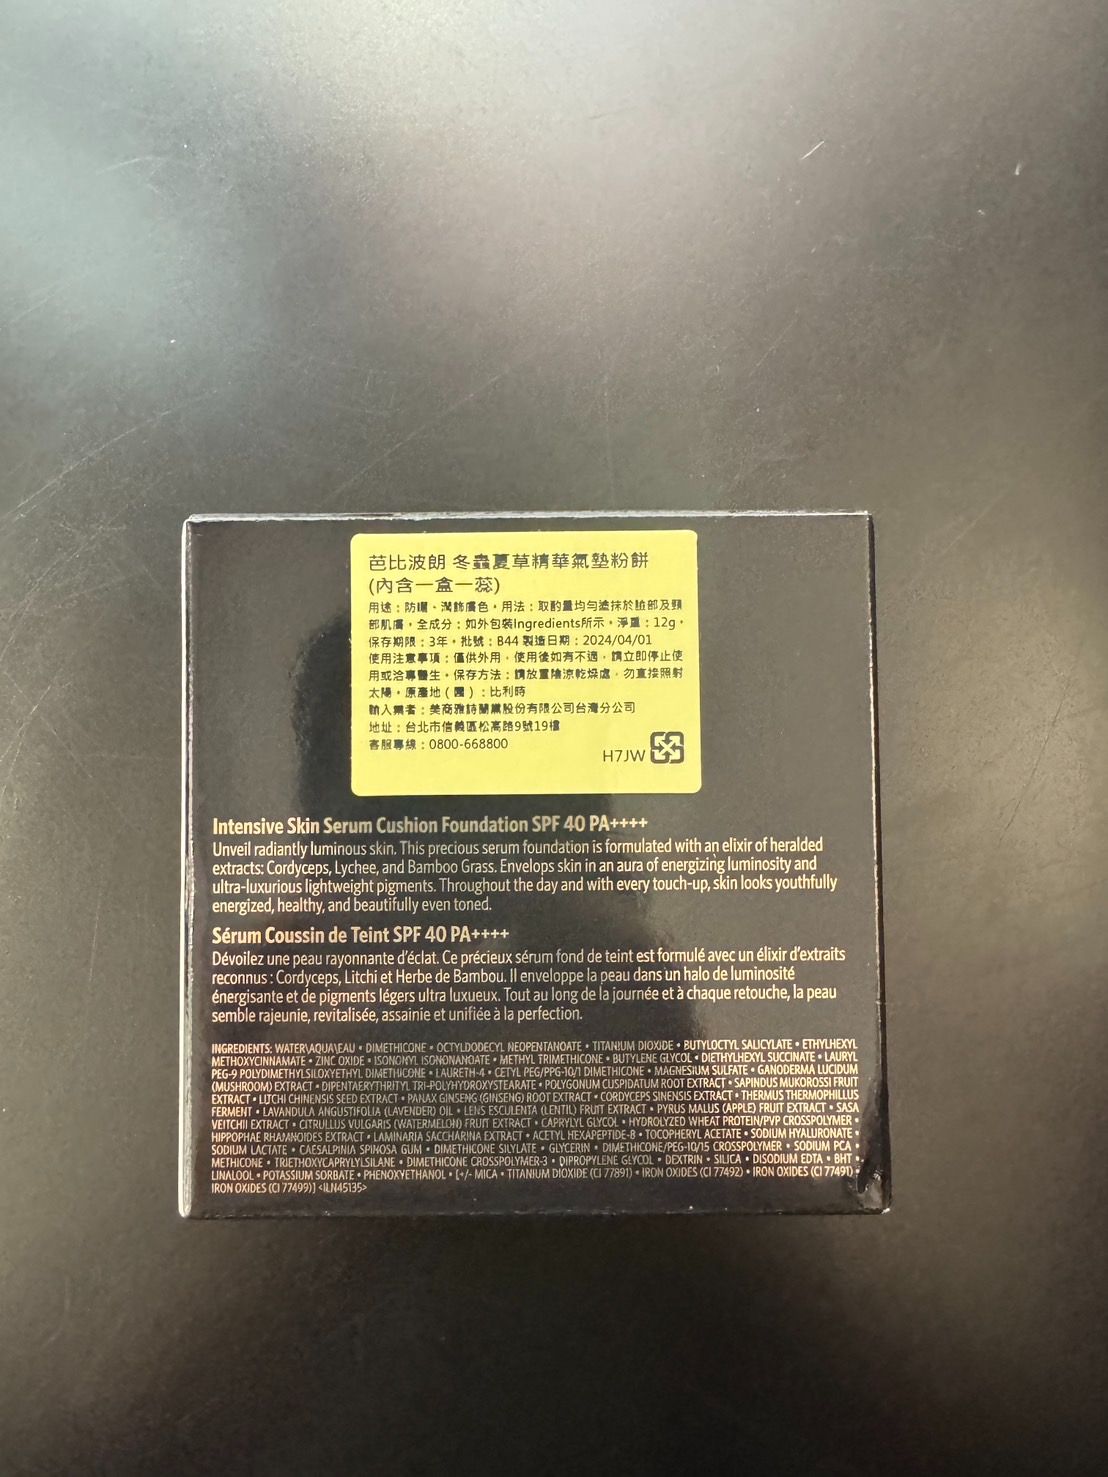 芭比波朗 冬蟲夏草精華氣墊粉餅
(內含一盒一蕊)
用途：防曬、潤飾膚色。用法：取酌量均勻塗抹於臉部及頸
部肌膚。全成分：如外包裝Ingredients所示。淨重：12g。
保存期限：3年。批號：B44 製造日期：2024/04/01
使用注意事項：僅供外用，使用後如有不適，請立即停止使
用或洽專醫生。保存方法：請放置陰涼乾燥處，勿直接照射
太陽。原產地（國）：比利時
輸入業者：美商雅詩蘭黛股份有限公司台灣分公司
地址：台北市信義區松高路9號19樓
客服專線：0800-668800
H7JW
Intensive Skin Serum Cushion Foundation SPF 40 PA++++
Unveil radiantly luminous skin. This precious serum foundation is formulated with an elixir of heralded
extracts: Cordyceps, Lychee, and Bamboo Grass. Envelops skin in an aura of energizing luminosity and
ultra-luxurious lightweight pigments. Throughout the day and with every touch-up, skin looks youthfully
energized, healthy, and beautifully even toned.
Sérum Coussin de Teint SPF 40 PA++++
Dévoilez une peau rayonnante d'éclat. Ce précieux sérum fond de teint est formulé avec un élixir d'extraits
reconnus : Cordyceps, Litchi et Herbe de Bambou. Il enveloppe la peau dans un halo de luminosité
énergisante et de pigments légers ultra luxueux. Tout au long de la journée et à chaque retouche, la peau
semble rajeunie, revitalisée, assainie et unifiée à la perfection.
INGREDIENTS: WATER\AQUA\EAU • DIMETHICONE • OCTYLDODECYL NEOPENTANOATE • TITANIUM DIOXIDE • BUTYLOCTYL SALICYLATE • ETHYLHEXYL
METHOXYCINNAMATE • ZINC OXIDE • ISONONYL ISONONANOATE • METHYL TRIMETHICONE • BUTYLENE GLYCOL • DIETHYLHEXYL SUCCINATE • LAURYL
PEG-9 POLYDIMETHYLSILOXYETHYL DIMETHICONE • LAURETH-4 • CETYL PEG/PPG-10/1 DIMETHICONE • MAGNESIUM SULFATE • GANODERMA LUCIDUM
(MUSHROOM) EXTRACT • DIPENTAERYTHRITYL TRI-POLYHYDROXYSTEARATE • POLYGONUM CUSPIDATUM ROOT EXTRACT • SAPINDUS MUKOROSSI FRUIT
EXTRACT • LITCHI CHINENSIS SEED EXTRACT • PANAX GINSENG (GINSENG) ROOT EXTRACT • CORDYCEPS SINENSIS EXTRACT • THERMUS THERMOPHILLUS
FERMENT • LAVANDULA ANGUSTIFOLIA (LAVENDER) OIL • LENS ESCULENTA (LENTIL) FRUIT EXTRACT • PYRUS MALUS (APPLE) FRUIT EXTRACT • SASA
VEITCHII EXTRACT • CITRULLUS VULGARIS (WATERMELON) FRUIT EXTRACT • CAPRYLYL GLYCOL • HYDROLYZED WHEAT PROTEIN/PVP CROSSPOLYMER •
HIPPOPHAE RHAMNOIDES EXTRACT • LAMINARIA SACCHARINA EXTRACT • ACETYL HEXAPEPTIDE-8 • TOCOPHERYL ACETATE • SODIUM HYALURONATE •
SODIUM LACTATE • CAESALPINIA SPINOSA GUM • DIMETHICONE SILYLATE • GLYCERIN • DIMETHICONE/PEG-10/15 CROSSPOLYMER • SODIUM PCA •
METHICONE • TRIETHOXYCAPRYLYLSILANE • DIMETHICONE CROSSPOLYMER-3 • DIPROPYLENE GLYCOL • DEXTRIN • SILICA • DISODIUM EDTA • BHT •
LINALOOL • POTASSIUM SORBATE • PHENOXYETHANOL • [+/- MICA • TITANIUM DIOXIDE (CI 77891) • IRON OXIDES (CI 77492) • IRON OXIDES (CI 77491) •
IRON OXIDES (CI 77499)] <ILN45135>